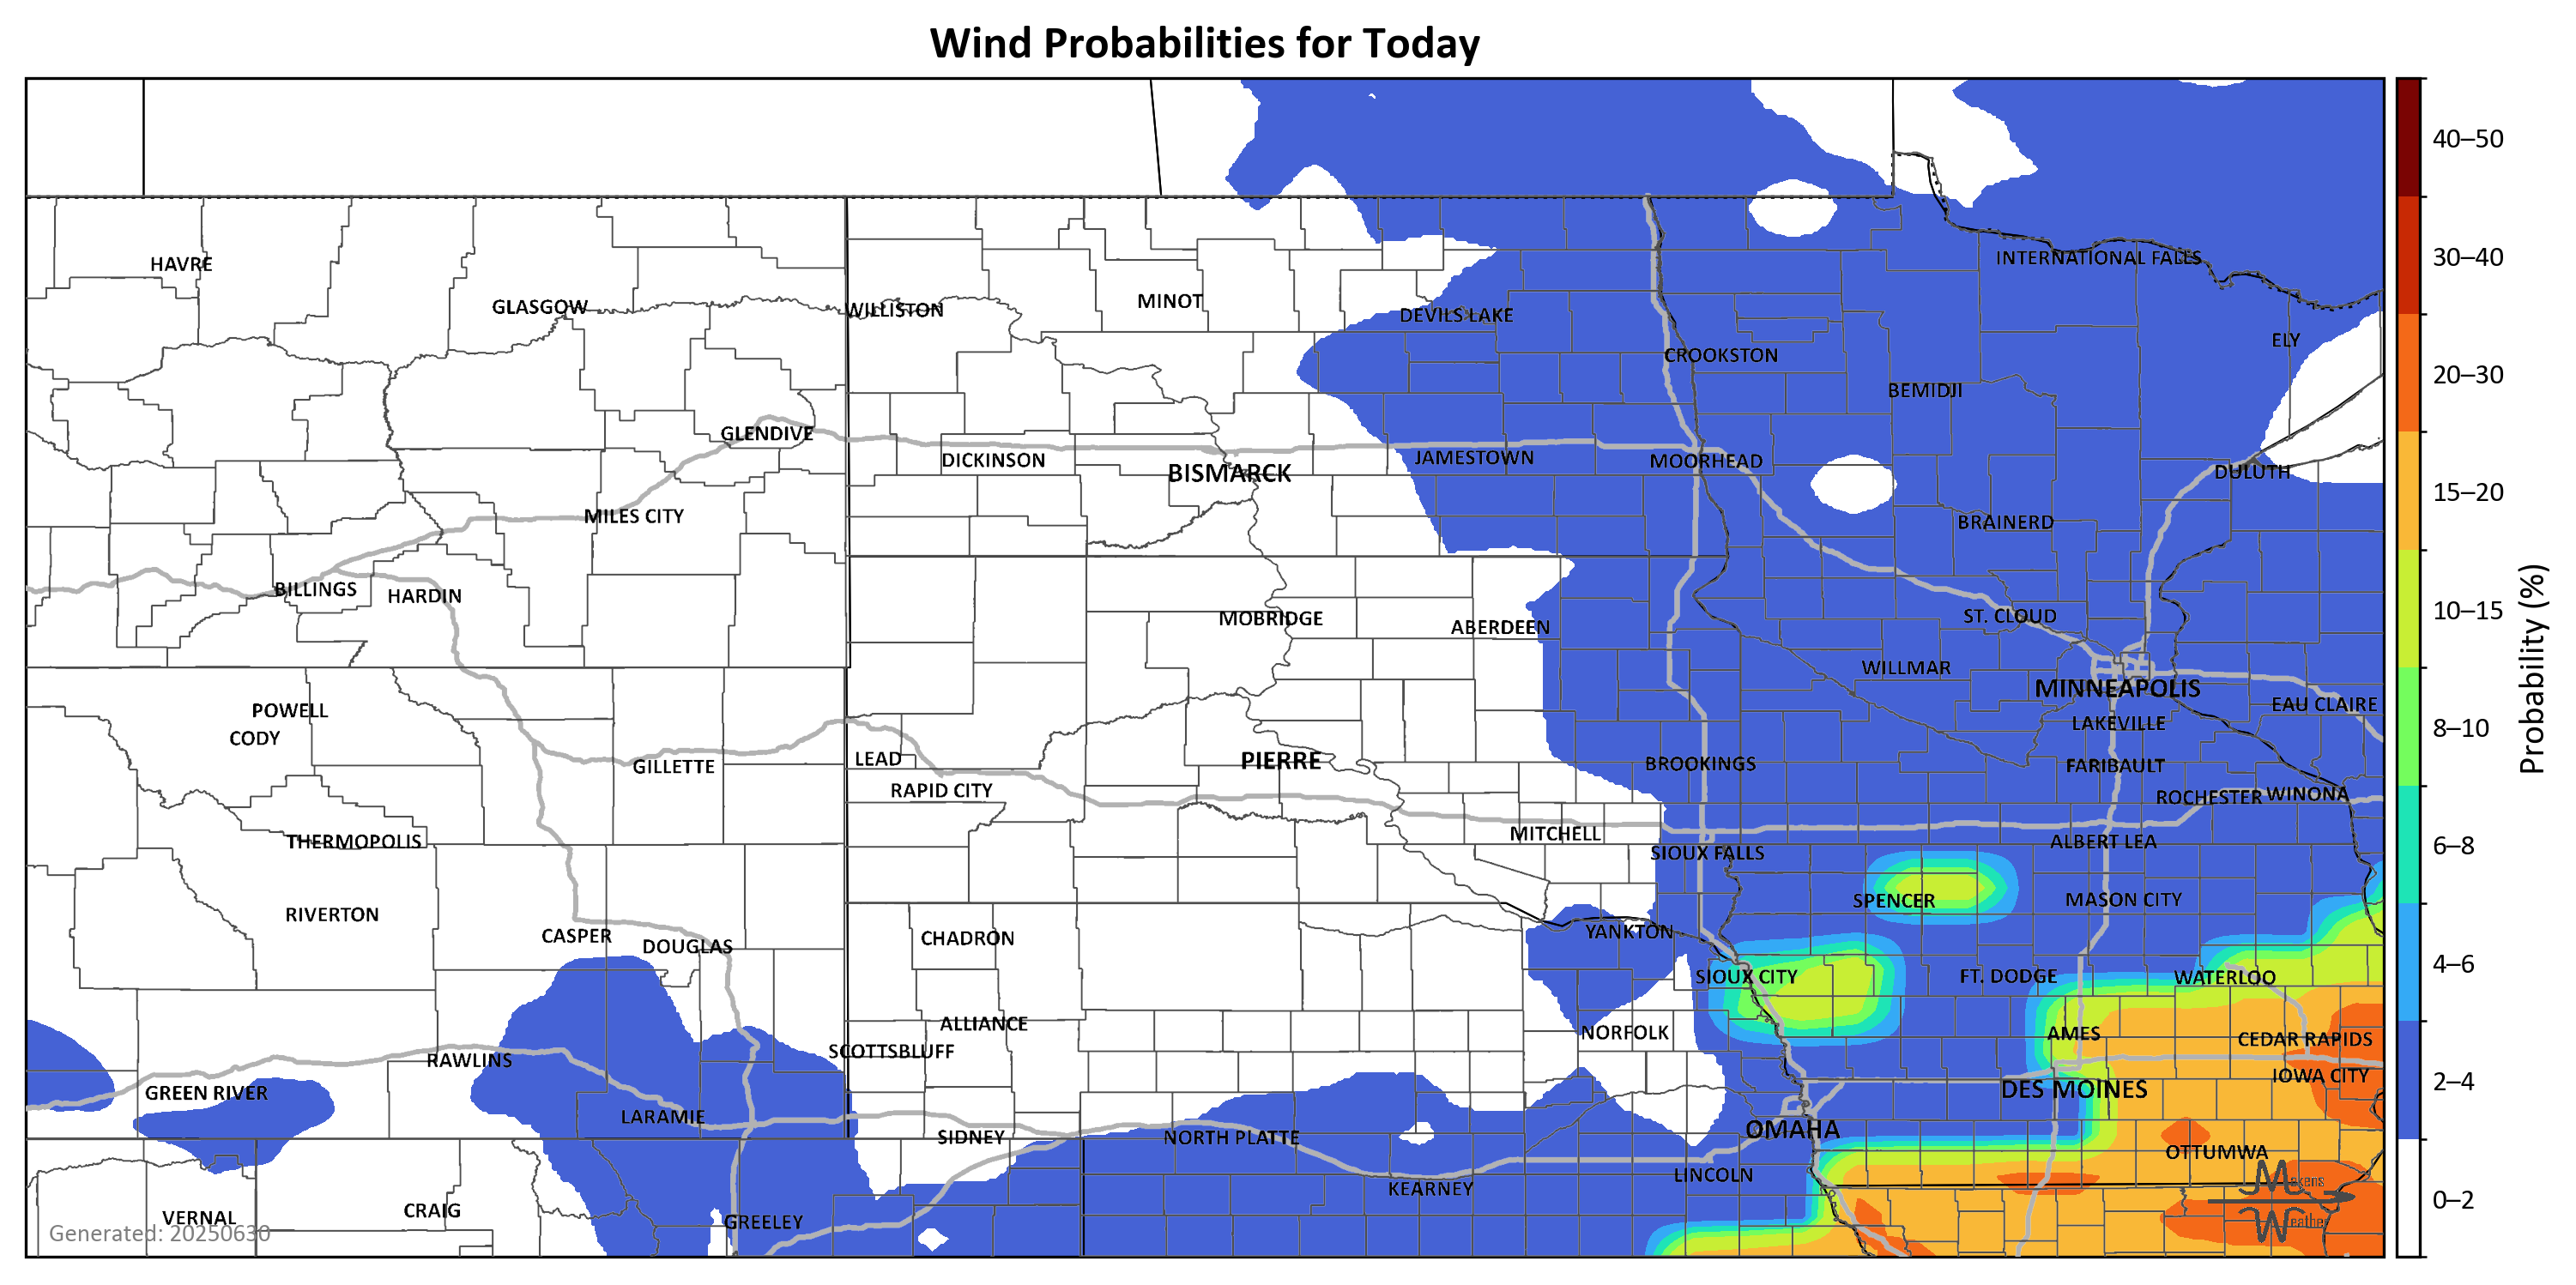 Wind Probabilities for Today
40–50
HAVRE
INTERNATIONAL FALLS
30–40
GLASGOW
WILLISTON
MINOT
DEVILS LAKE
ELY
CROOKSTON
20–30
BEMIDJI
GLENDIVE
DICKINSON
BISMARCK
JAMESTOWN
MOORHEAD
DULUTH
15–20
MILES CITY
BRAINERD
BILLINGS
HARDIN
MOBRIDGE
ABERDEEN
ST. CLOUD
10–15
WILLMAR
MINNEAPOLIS
Probability (%)
POWELL
EAU CLAIRE
LAKEVILLE
8–10
CODY
GILLETTE
LEAD
PIERRE
BROOKINGS
FARIBAULT
RAPID CITY
ROCHESTER
WINONA
THERMOPOLIS
MITCHELL
ALBERT LEA
6–8
SIOUX FALLS
RIVERTON
SPENCER
MASON CITY
CASPER
DOUGLAS
CHADRON
YANKTON
4–6
SIOUX CITY
FT. DODGE
WATERLOO
ALLIANCE
NORFOLK
AMES
CEDAR RAPIDS
RAWLINS
SCOTTSBLUFF
IOWA CITY
2–4
GREEN RIVER
LARAMIE
DES MOINES
SIDNEY
NORTH PLATTE
OMAHA
OTTUMWA
LINCOLN
KEARNEY
Makens
Weather
0–2
VERNAL
CRAIG
GREELEY
Generated: 20250630